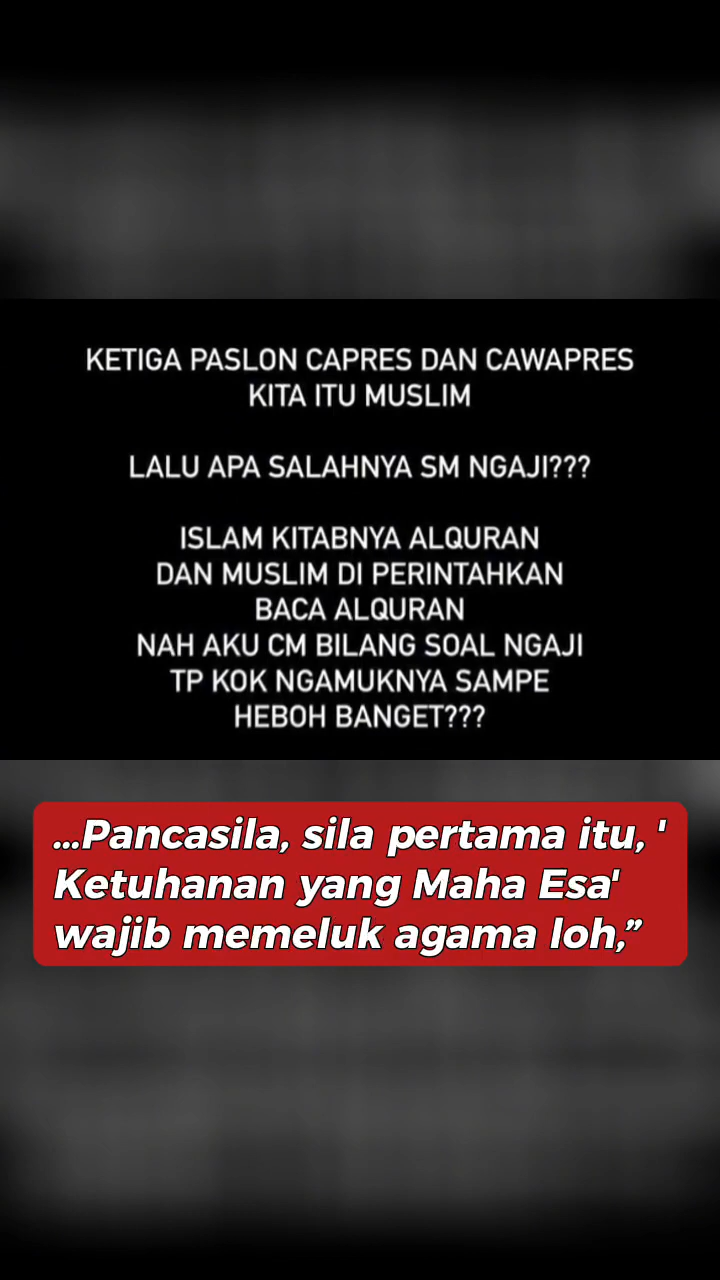 KETIGA PASLON CAPRES DAN CAWAPRES
KITA ITU MUSLIM
LALU APA SALAHNYA SM NGAJI???
ISLAM KITABNYA ALQURAN
DAN MUSLIM DI PERINTAHKAN
BACA ALQURAN
NAH AKU CM BILANG SOAL NGAJI
TP KOK NGAMUKNYA SAMPE
HEBOH BANGET???
...Pancasila, sila pertama itu, '
Ketuhanan yang Maha Esa'
wajib memeluk agama loh,”